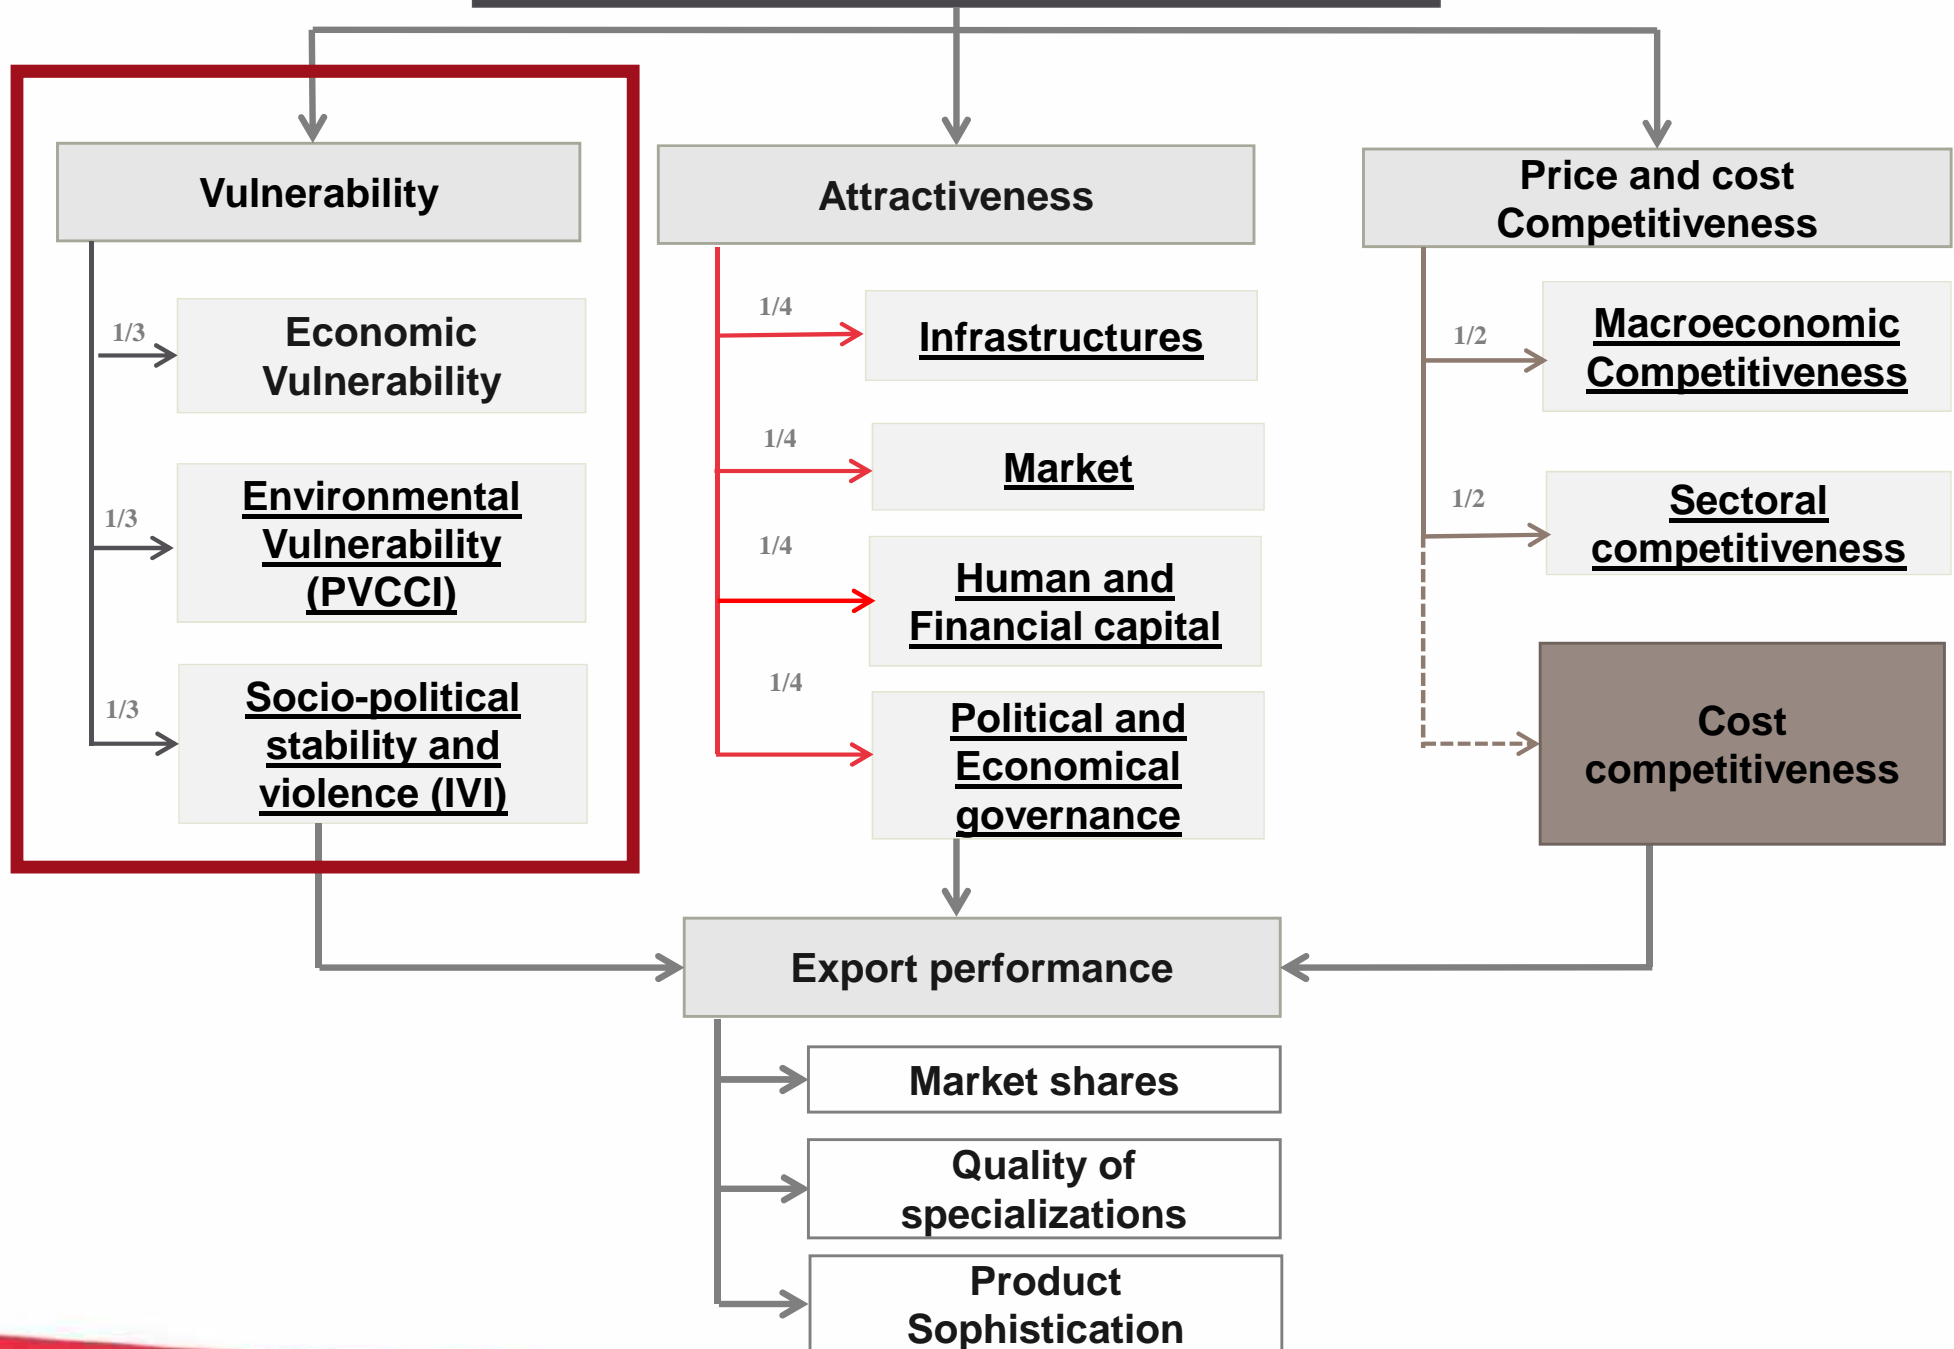 Vulnerability
1/3
Economic
Vulnerability
1/3
Environmental
Vulnerability
(PVCCI)
1/3
Socio-political
stability and
violence (IVI)
Attractiveness
1/4
Infrastructures
1/4
Market
1/4
Human and
Financial capital
1/4
Political and
Economical
governance
Price and cost
Competitiveness
1/2
Macroeconomic
Competitiveness
1/2
Sectoral
competitiveness
Cost
competitiveness
Export performance
Market shares
Quality of
specializations
Product
Sophistication